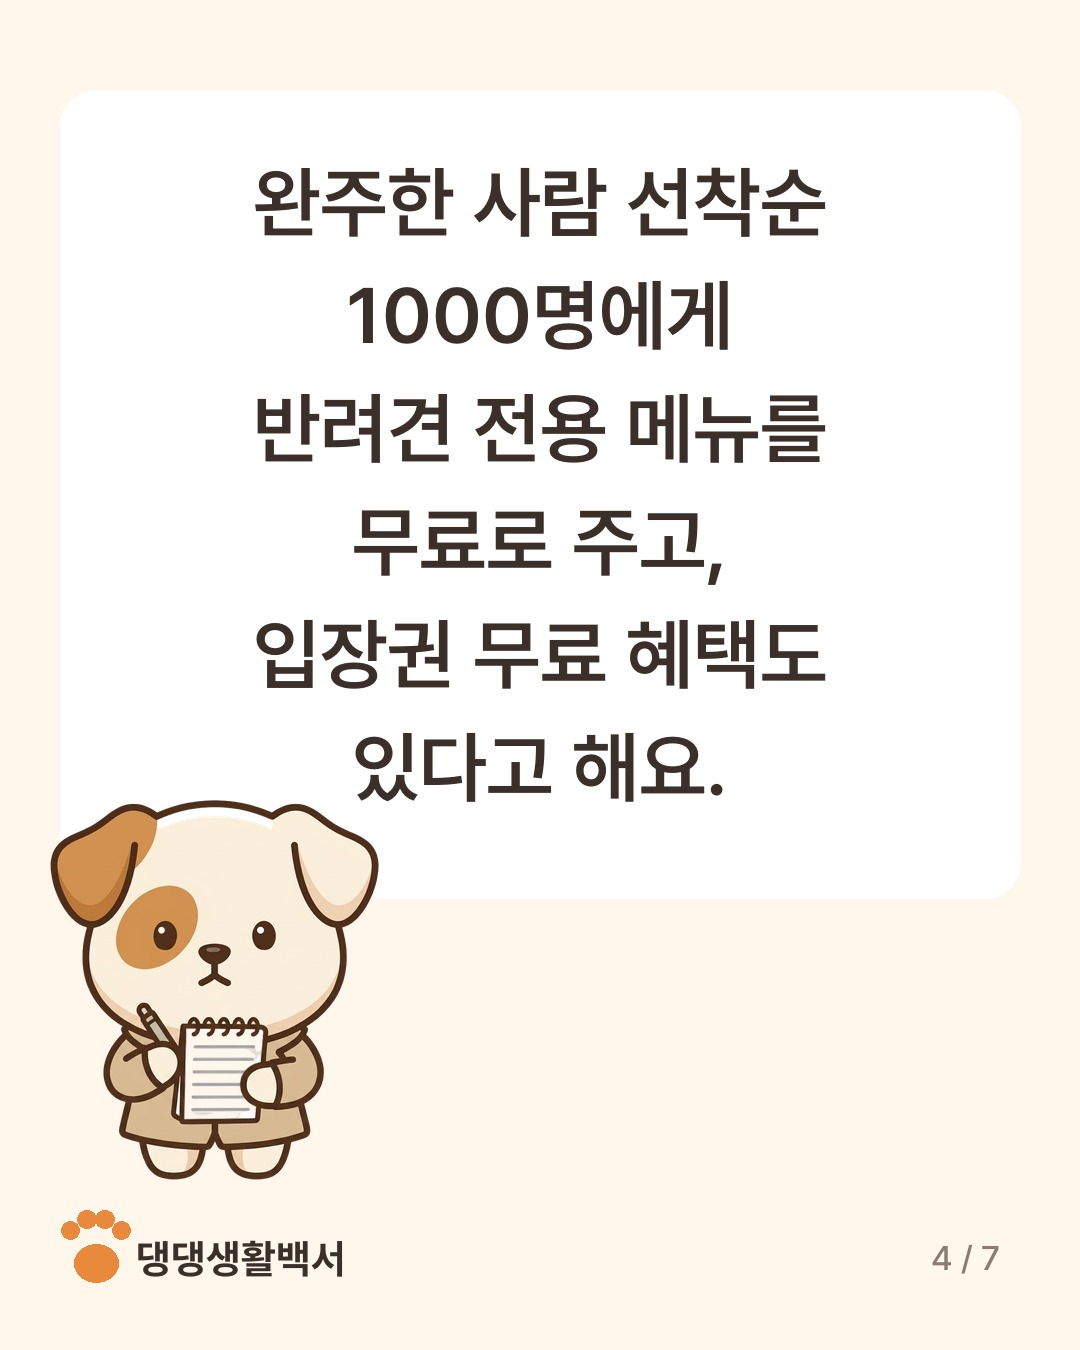 완주한 사람 선착순
1000명에게
반려견 전용 메뉴를
무료로 주고,
입장권 무료 혜택도
있다고 해요.
댕댕생활백서
4 / 7